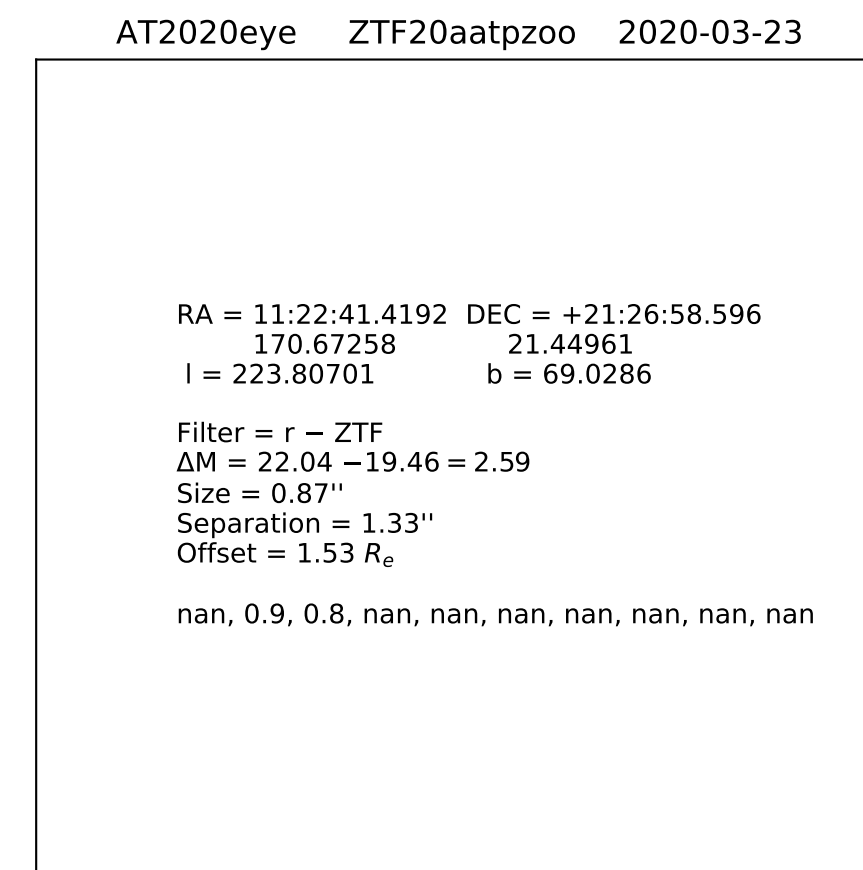 AT2020eye ZTF20aatpzoo 2020-03-23
RA = 11:22:41.4192 DEC = +21:26:58.596
170.67258 21.44961
l = 223.80701 b = 69.0286
Filter = r − ZTF
ΔM = 22.04 −19.46 = 2.59
Size = 0.87''
Separation = 1.33''
Offset = 1.53 Rₑ
nan, 0.9, 0.8, nan, nan, nan, nan, nan, nan, nan